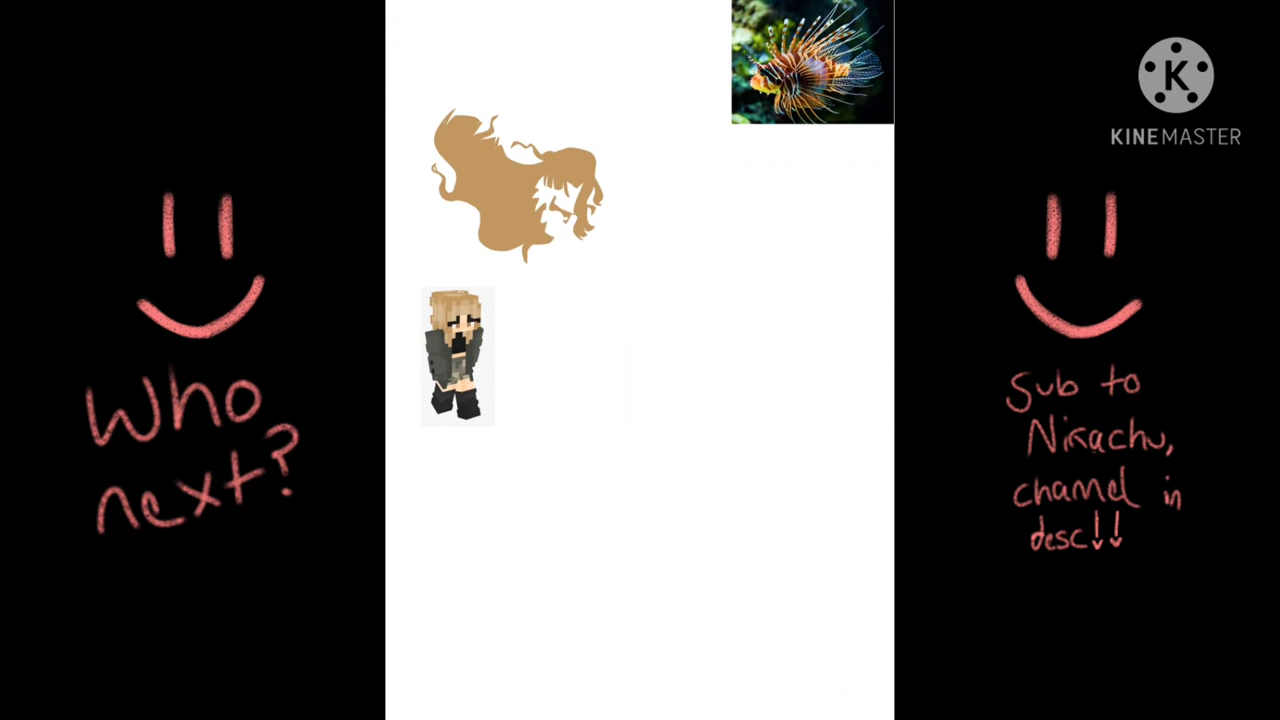 K
KINEMASTER
Who
next?
Sub to
Nikachu,
channel in
desc!!